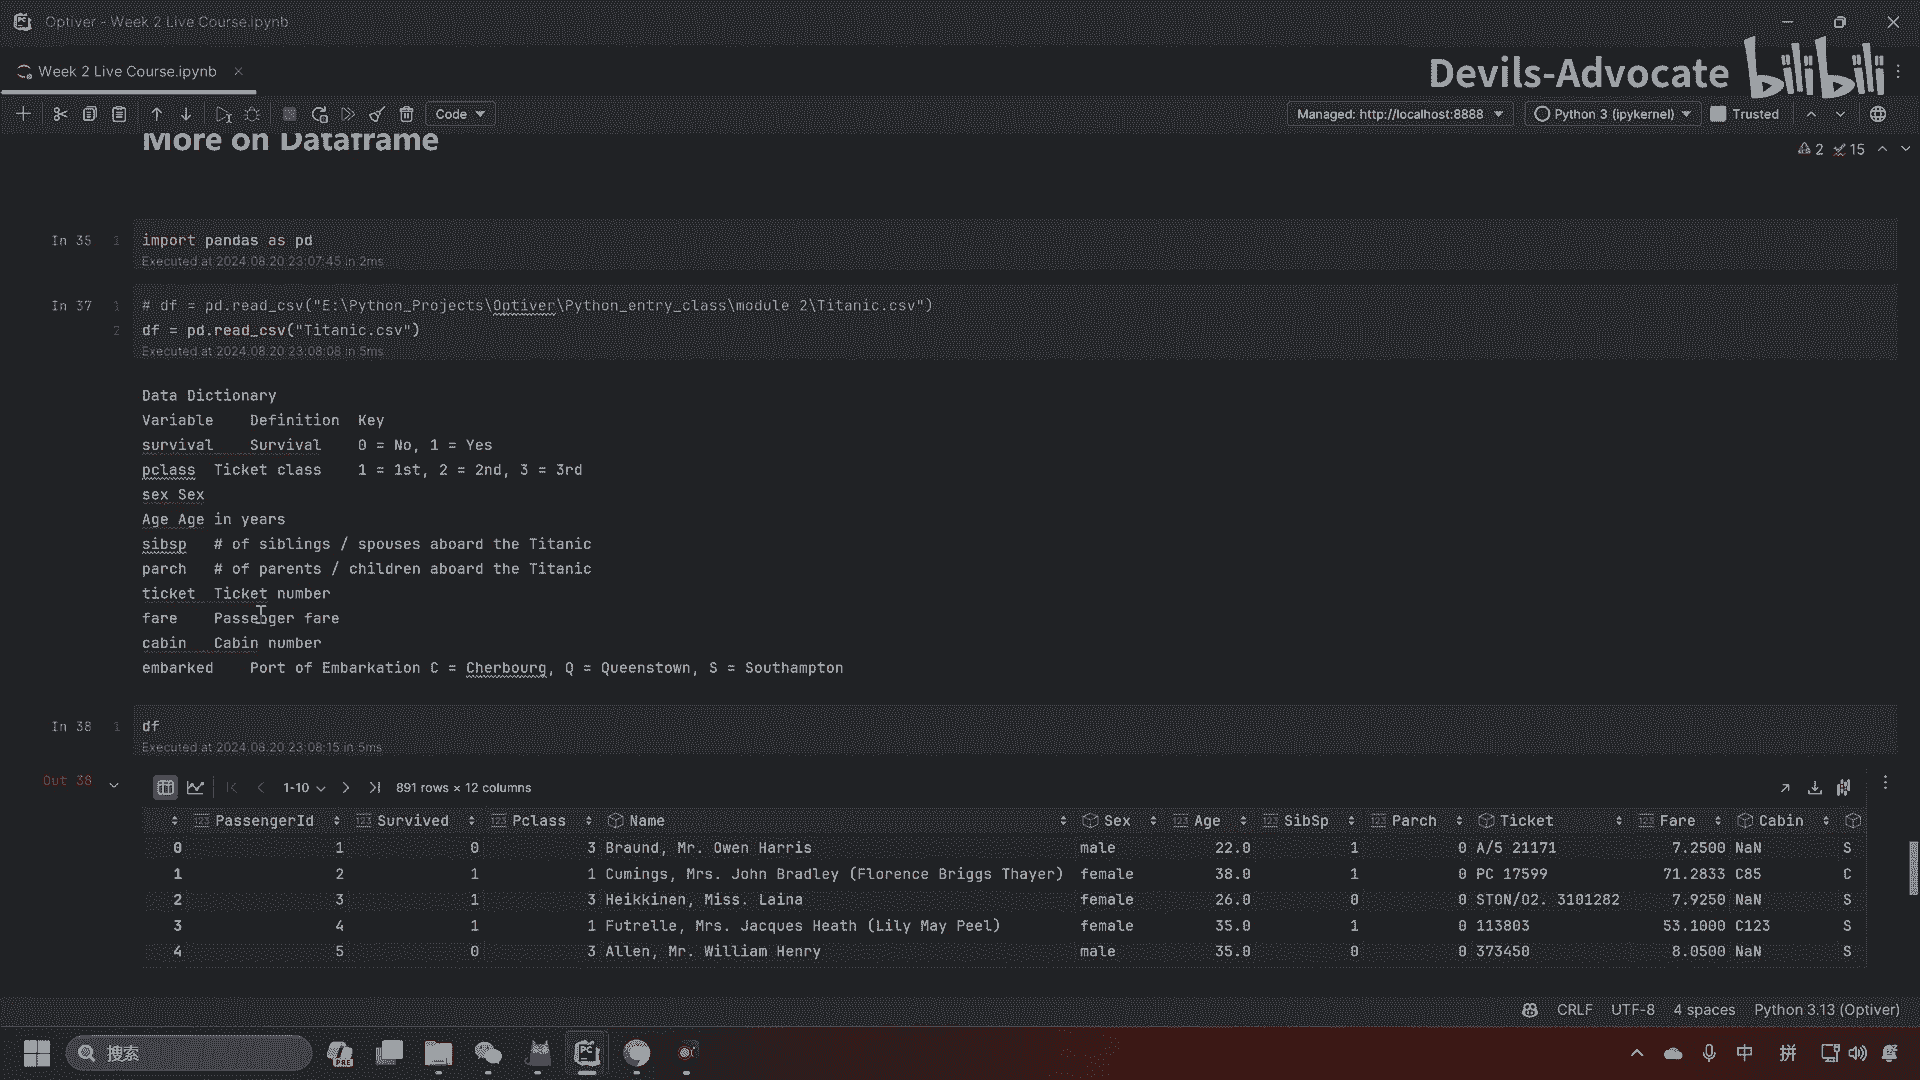 Optiver - Week 2 Live Course.ipynb
Week 2 Live Course.ipynb
Devils-Advocate bilibili
Code
Managed: http://localhost:8888
Python 3 (ipykernel)
Trusted
More on Dataframe
2 15
In 35 1 import pandas as pd
Executed at 2024.08.20 23:07:45 in 2ms
In 37 1 # df = pd.read_csv("E:\Python_Projects\Optiver\Python_entry_class\module 2\Titanic.csv")
2 df = pd.read_csv("Titanic.csv")
Executed at 2024.08.20 23:08:08 in 5ms
Data Dictionary
Variable Definition Key
survival Survival 0 = No, 1 = Yes
pclass Ticket class 1 = 1st, 2 = 2nd, 3 = 3rd
sex Sex
Age Age in years
sibsp # of siblings / spouses aboard the Titanic
parch # of parents / children aboard the Titanic
ticket Ticket number
fare Passenger fare
cabin Cabin number
embarked Port of Embarkation C = Cherbourg, Q = Queenstown, S = Southampton
In 38 1 df
Executed at 2024.08.20 23:08:15 in 5ms
Out 38
1-10 891 rows × 12 columns
123 PassengerId 123 Survived 123 Pclass Name Sex 123 Age 123 SibSp 123 Parch Ticket 123 Fare Cabin
0 1 0 3 Braund, Mr. Owen Harris male 22.0 1 0 A/5 21171 7.2500 NaN S
1 2 1 1 Cumings, Mrs. John Bradley (Florence Briggs Thayer) female 38.0 1 0 PC 17599 71.2833 C85 C
2 3 1 3 Heikkinen, Miss. Laina female 26.0 0 0 STON/O2. 3101282 7.9250 NaN S
3 4 1 1 Futrelle, Mrs. Jacques Heath (Lily May Peel) female 35.0 1 0 113803 53.1000 C123 S
4 5 0 3 Allen, Mr. William Henry male 35.0 0 0 373450 8.0500 NaN S
CRLF UTF-8 4 spaces Python 3.13 (Optiver)
搜索
PRE
PC
中
拼